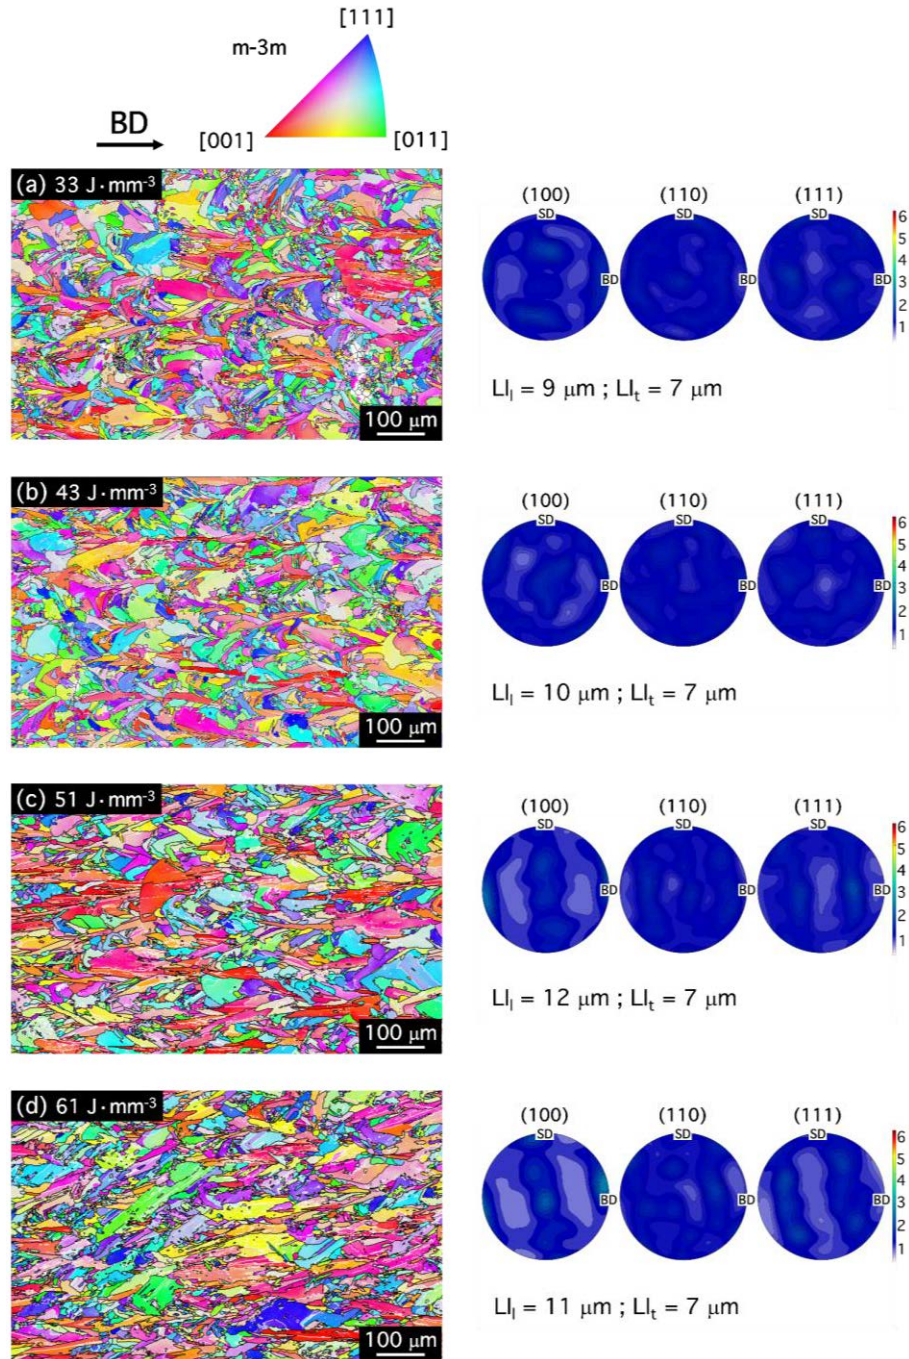 [111]
m-3m
BD
[001] [011]
(a) 33 J·mm⁻³
100 μm
(100) (110) (111)
SD SD SD
BD BD BD
6
5
4
3
2
1
LIₗ = 9 μm ; LIₜ = 7 μm
(b) 43 J·mm⁻³
100 μm
(100) (110) (111)
SD SD SD
BD BD BD
6
5
4
3
2
1
LIₗ = 10 μm ; LIₜ = 7 μm
(c) 51 J·mm⁻³
100 μm
(100) (110) (111)
SD SD SD
BD BD BD
6
5
4
3
2
1
LIₗ = 12 μm ; LIₜ = 7 μm
(d) 61 J·mm⁻³
100 μm
(100) (110) (111)
SD SD SD
BD BD BD
6
5
4
3
2
1
LIₗ = 11 μm ; LIₜ = 7 μm